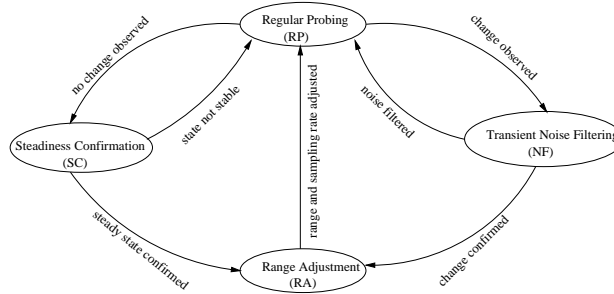 Regular Probing
(RP)
no change observed
change observed
state not stable
range and sampling rate adjusted
noise filtered
Steadiness Confirmation
(SC)
Transient Noise Filtering
(NF)
steady state confirmed
change confirmed
Range Adjustment
(RA)